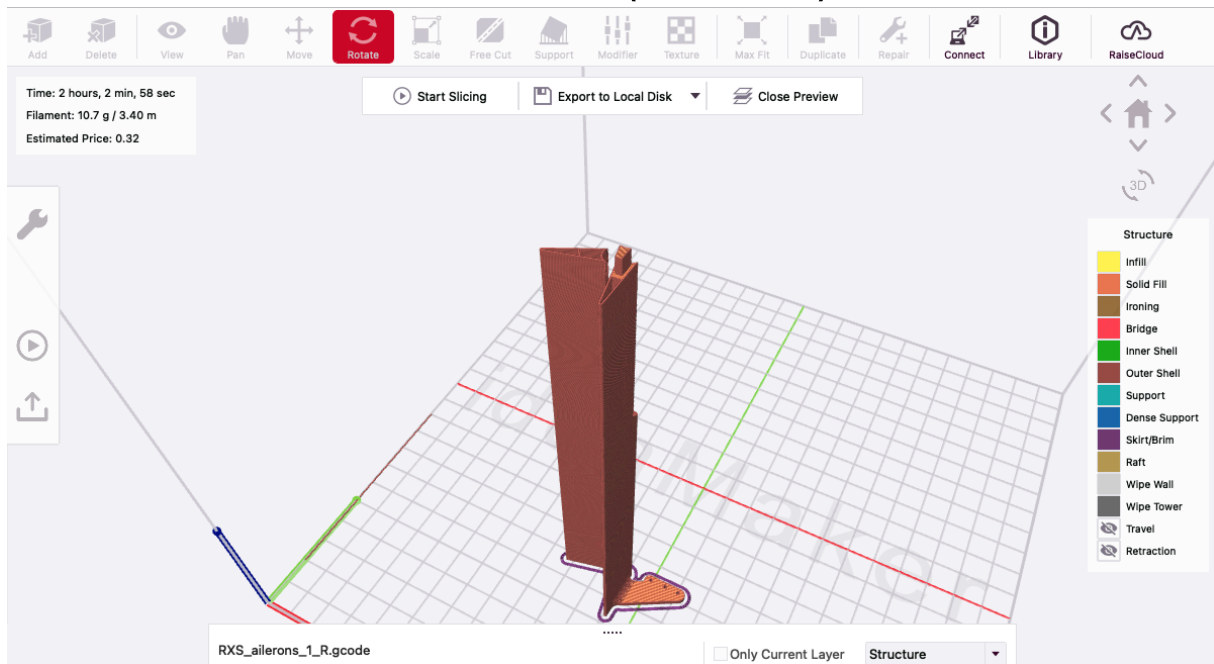 Add
Delete
View
Pan
Move
Rotate
Scale
Free Cut
Support
Modifier
Texture
Max Fit
Duplicate
Repair
Connect
Library
RaiseCloud
Time: 2 hours, 2 min, 58 sec
Filament: 10.7 g / 3.40 m
Estimated Price: 0.32
Start Slicing
Export to Local Disk
Close Preview
3D
Structure
Infill
Solid Fill
Ironing
Bridge
Inner Shell
Outer Shell
Support
Dense Support
Skirt/Brim
Raft
Wipe Wall
Wipe Tower
Travel
Retraction
RXS_ailerons_1_R.gcode
Only Current Layer
Structure